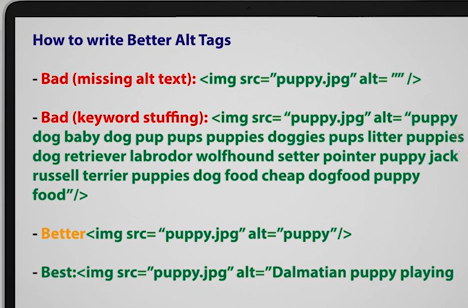 How to write Better Alt Tags
- Bad (missing alt text): <img src=”puppy.jpg” alt= ”” />
- Bad (keyword stuffing): <img src= “puppy.jpg” alt= “puppy
dog baby dog pup pups puppies doggies pups litter puppies
dog retriever labrodor wolfhound setter pointer puppy jack
russell terrier puppies dog food cheap dogfood puppy
food”/>
- Better<img src= “puppy.jpg” alt=”puppy”/>
- Best:<img src=”puppy.jpg” alt=”Dalmatian puppy playing